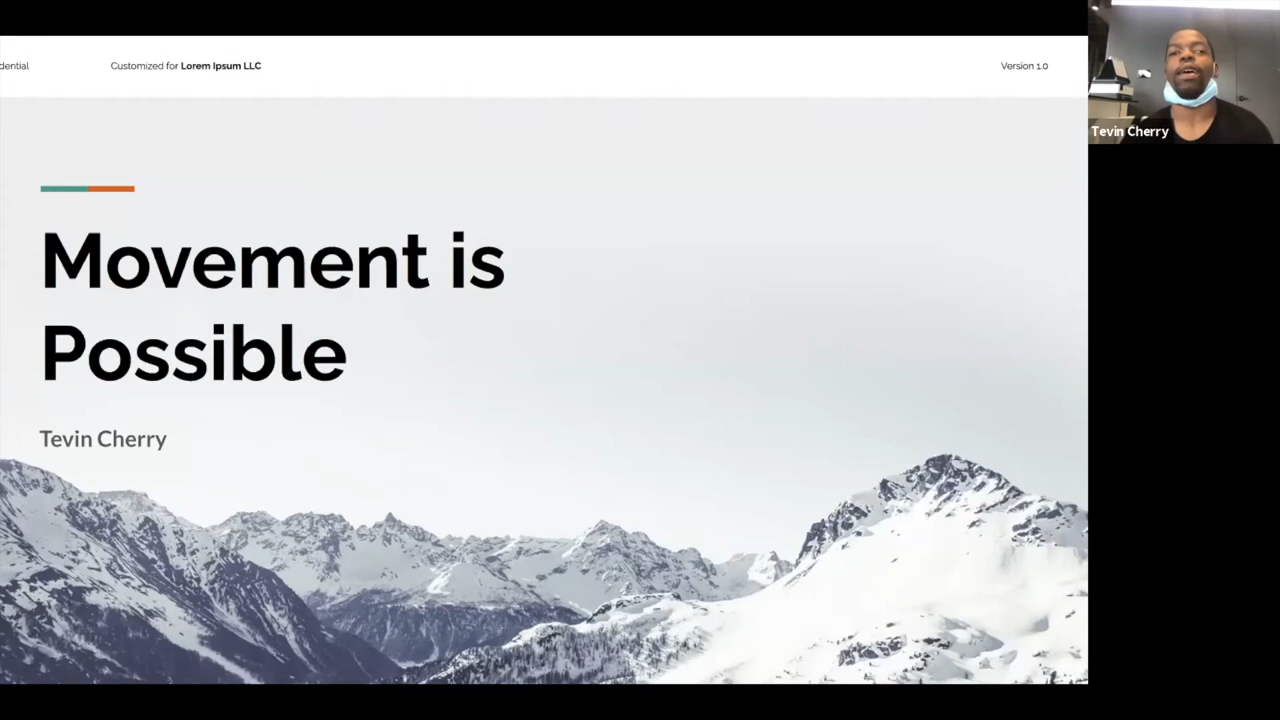 dential
Customized for Lorem Ipsum LLC
Version 1.0
Tevin Cherry
Movement is
Possible
Tevin Cherry